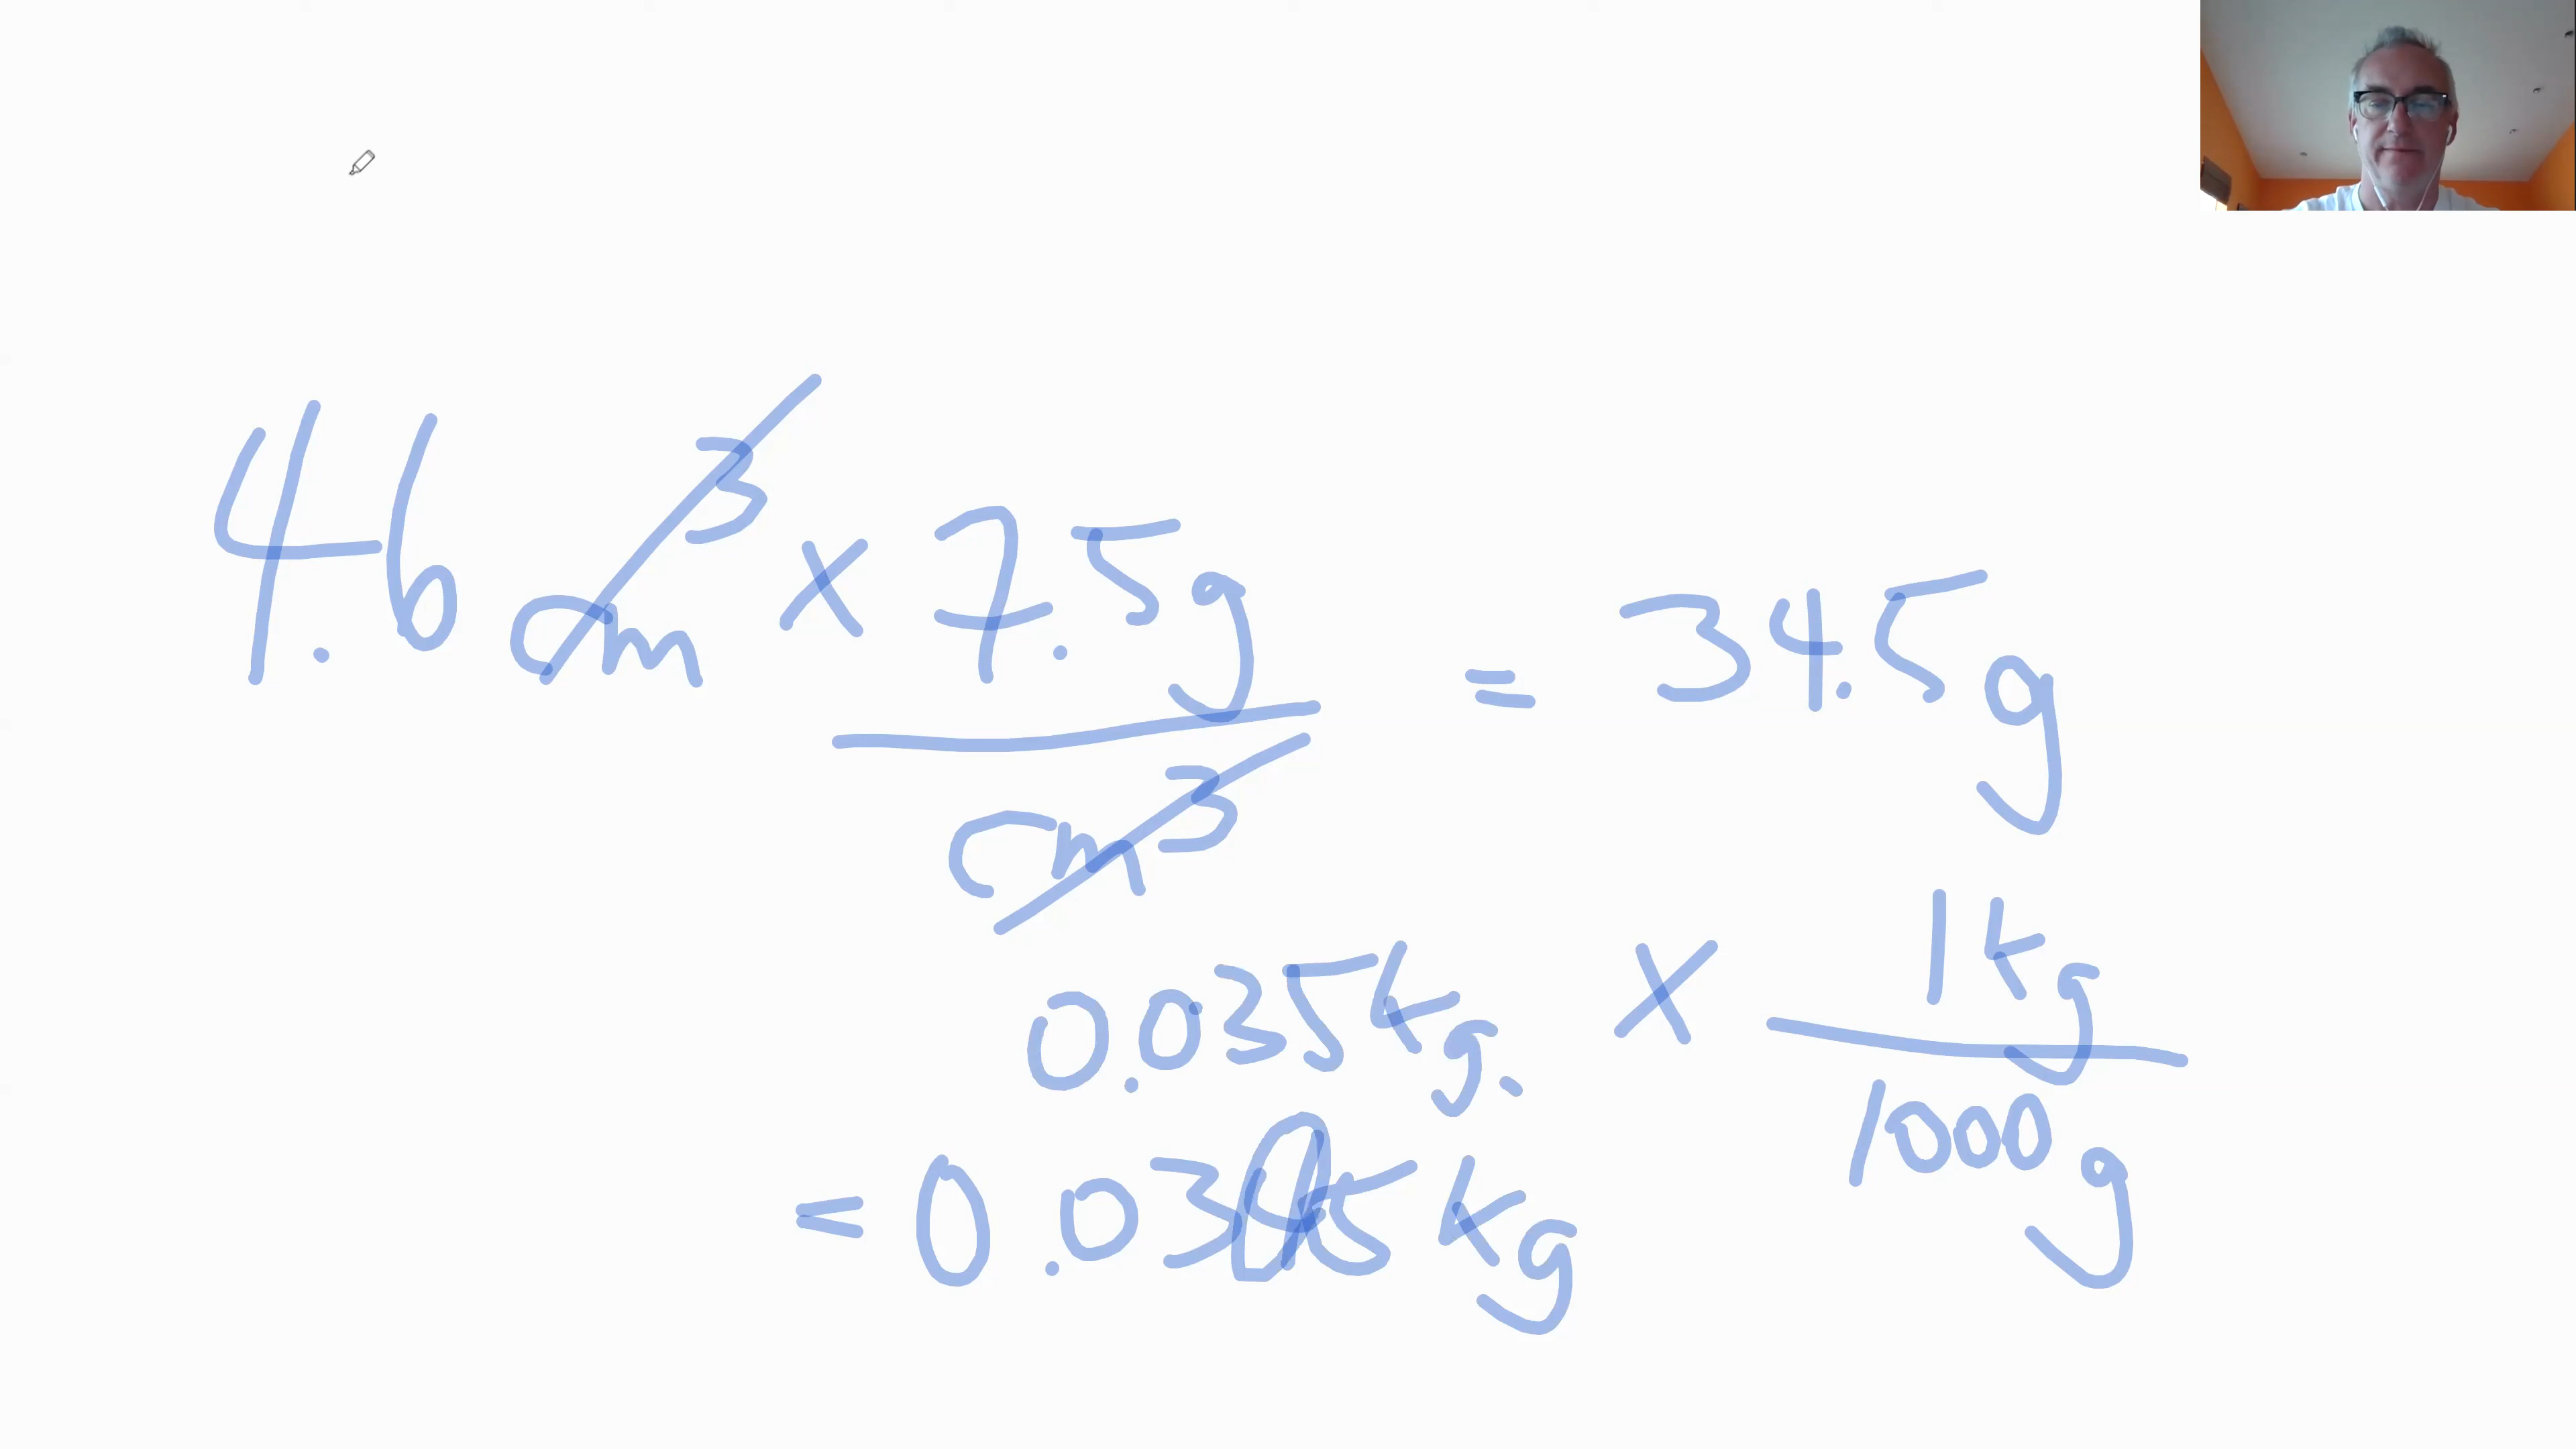 4.6 cm³ × 7.5g = 34.5g
cm³
0.035kg. × 1kg
1000g
= 0.0345 kg